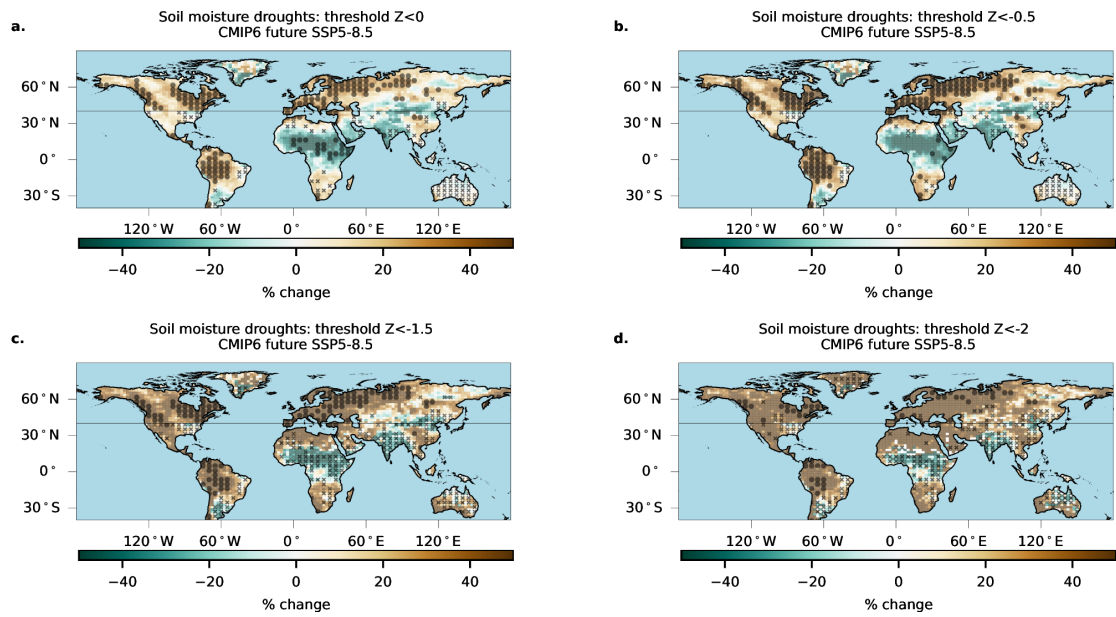 a.
Soil moisture droughts: threshold Z<0
CMIP6 future SSP5-8.5
60°N
30°N
0°
30°S
120°W 60°W 0° 60°E 120°E
−40 −20 0 20 40
% change
b.
Soil moisture droughts: threshold Z<-0.5
CMIP6 future SSP5-8.5
60°N
30°N
0°
30°S
120°W 60°W 0° 60°E 120°E
−40 −20 0 20 40
% change
c.
Soil moisture droughts: threshold Z<-1.5
CMIP6 future SSP5-8.5
60°N
30°N
0°
30°S
120°W 60°W 0° 60°E 120°E
−40 −20 0 20 40
% change
d.
Soil moisture droughts: threshold Z<-2
CMIP6 future SSP5-8.5
60°N
30°N
0°
30°S
120°W 60°W 0° 60°E 120°E
−40 −20 0 20 40
% change